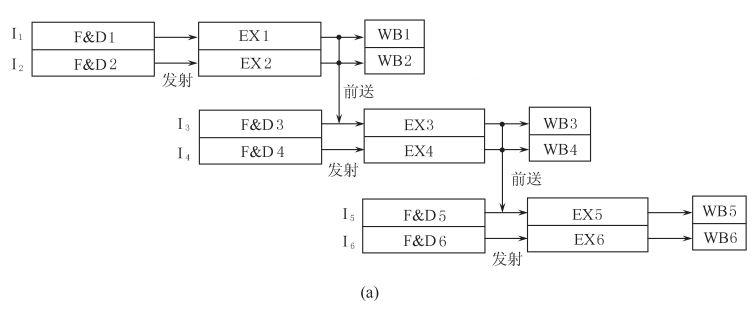 I₁ F&D1 EX1 WB1
I₂ F&D2 EX2 WB2
发射
前送
I₃ F&D3 EX3 WB3
I₄ F&D4 EX4 WB4
发射
前送
I₅ F&D5 EX5 WB5
I₆ F&D6 EX6 WB6
发射
(a)